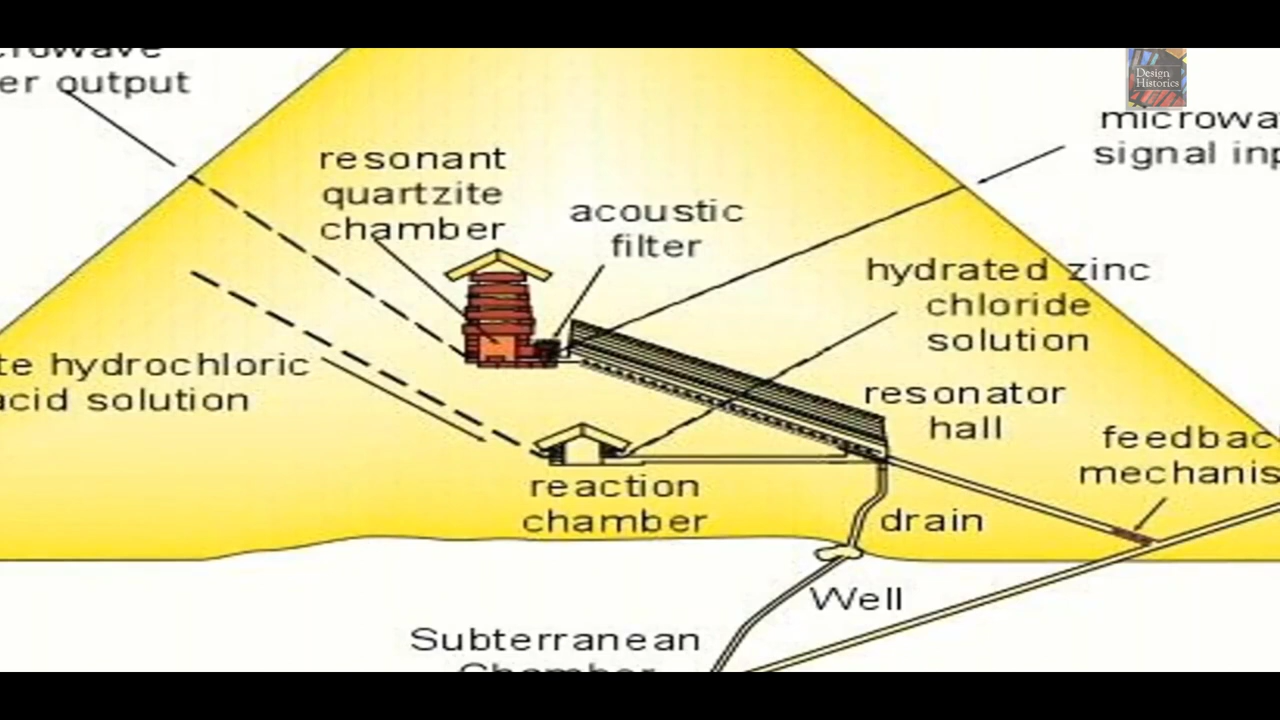 er output
Design
Historics
signal inp
resonant
quartzite
chamber
acoustic
filter
hydrated zinc
chloride
solution
te hydrochloric
acid solution
resonator
hall
feedbac
mechanis
reaction
chamber
drain
Well
Subterranean
Chamber